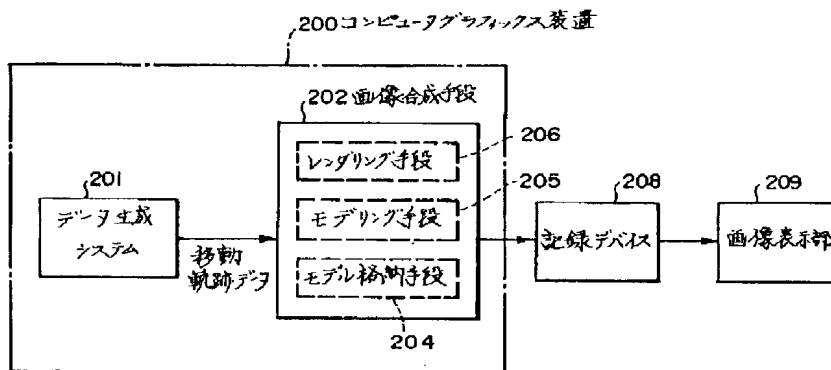 200コンピュータグラフィックス装置
202画像合成手段
206
レンダリング手段
205
モデリング手段
モデル格納手段
204
201
データ生成
システム
移動
軌跡データ
208
記録デバイス
209
画像表示部